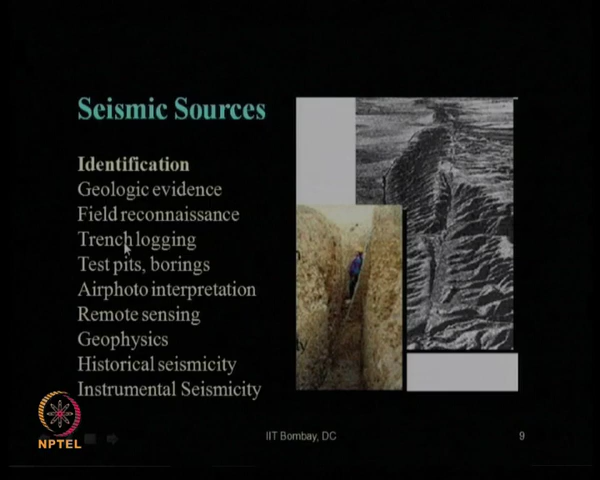 Seismic Sources
Identification
Geologic evidence
Field reconnaissance
Trench logging
Test pits, borings
Airphoto interpretation
Remote sensing
Geophysics
Historical seismicity
Instrumental Seismicity
NPTEL
IIT Bombay, DC
9